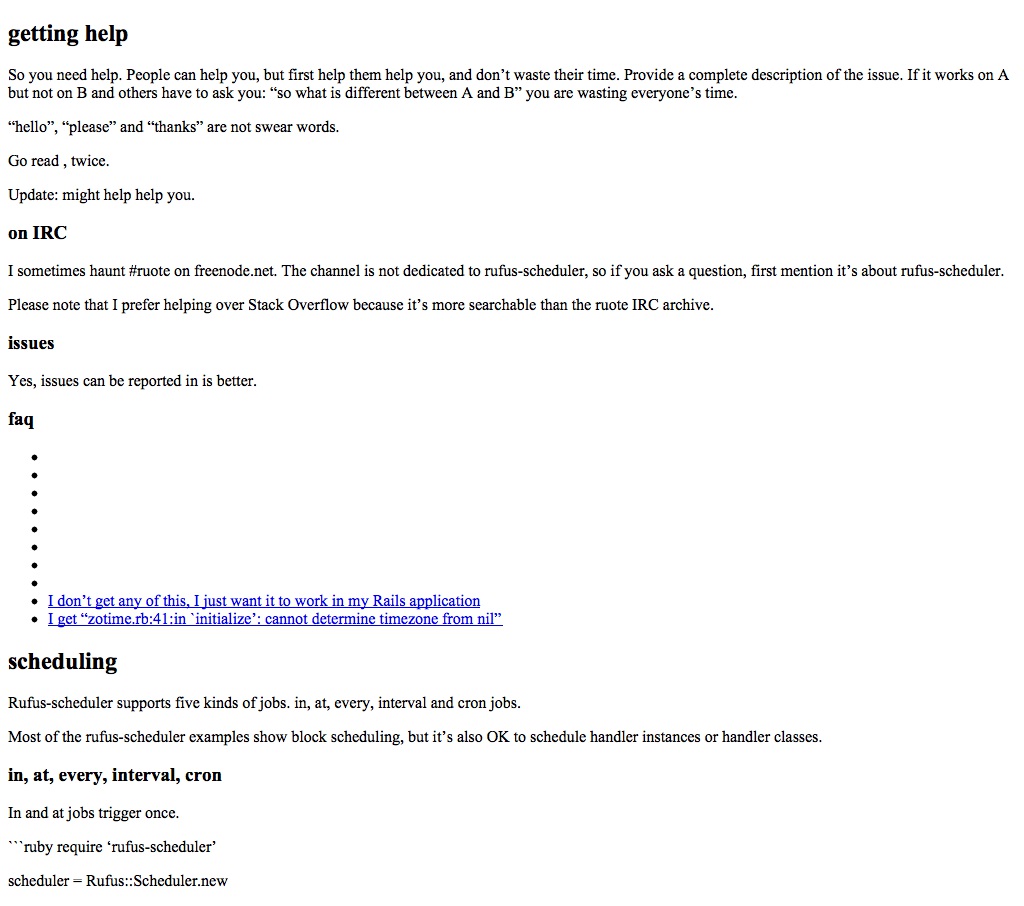 getting help
So you need help. People can help you, but first help them help you, and don’t waste their time. Provide a complete description of the issue. If it works on A
but not on B and others have to ask you: “so what is different between A and B” you are wasting everyone’s time.
“hello”, “please” and “thanks” are not swear words.
Go read , twice.
Update: might help help you.
on IRC
I sometimes haunt #ruote on freenode.net. The channel is not dedicated to rufus-scheduler, so if you ask a question, first mention it’s about rufus-scheduler.
Please note that I prefer helping over Stack Overflow because it’s more searchable than the ruote IRC archive.
issues
Yes, issues can be reported in is better.
faq
I don’t get any of this, I just want it to work in my Rails application
I get “zotime.rb:41:in `initialize’: cannot determine timezone from nil”
scheduling
Rufus-scheduler supports five kinds of jobs. in, at, every, interval and cron jobs.
Most of the rufus-scheduler examples show block scheduling, but it’s also OK to schedule handler instances or handler classes.
in, at, every, interval, cron
In and at jobs trigger once.
```ruby require ‘rufus-scheduler’
scheduler = Rufus::Scheduler.new